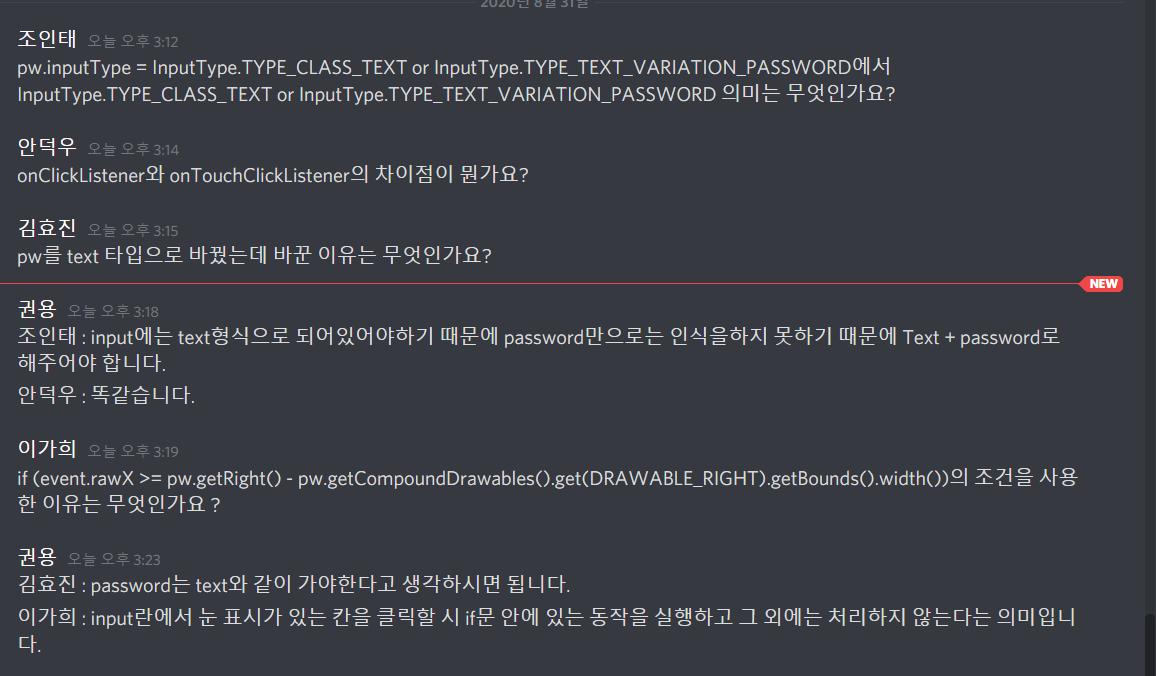 2020년 8월 31일
조인태 오늘 오후 3:12
pw.inputType = InputType.TYPE_CLASS_TEXT or InputType.TYPE_TEXT_VARIATION_PASSWORD에서
InputType.TYPE_CLASS_TEXT or InputType.TYPE_TEXT_VARIATION_PASSWORD 의미는 무엇인가요?
안덕우 오늘 오후 3:14
onClickListener와 onTouchClickListener의 차이점이 뭔가요?
김효진 오늘 오후 3:15
pw를 text 타입으로 바꿨는데 바꾼 이유는 무엇인가요?
NEW
권용 오늘 오후 3:18
조인태 : input에는 text형식으로 되어있어야하기 때문에 password만으로는 인식을하지 못하기 때문에 Text + password로
해주어야 합니다.
안덕우 : 똑같습니다.
이가희 오늘 오후 3:19
if (event.rawX >= pw.getRight() - pw.getCompoundDrawables().get(DRAWABLE_RIGHT).getBounds().width())의 조건을 사용
한 이유는 무엇인가요 ?
권용 오늘 오후 3:23
김효진 : password는 text와 같이 가야한다고 생각하시면 됩니다.
이가희 : input란에서 눈 표시가 있는 칸을 클릭할 시 if문 안에 있는 동작을 실행하고 그 외에는 처리하지 않는다는 의미입니
다.